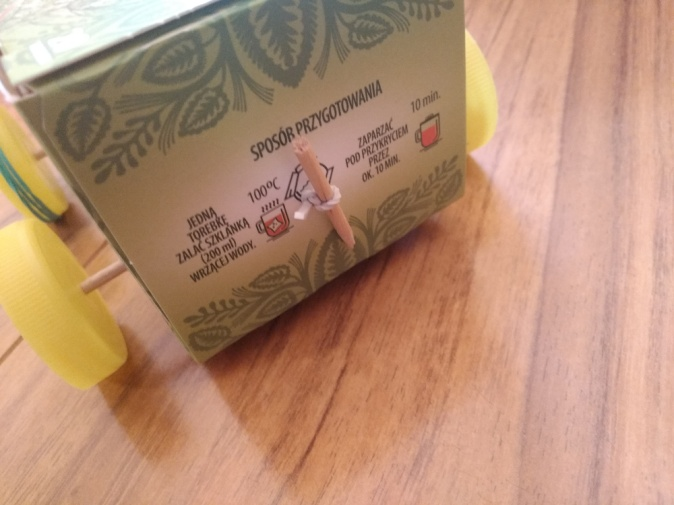 SPOSÓB PRZYGOTOWANIA
100ºC
JEDNĄ
TOREBKĘ
ZALAĆ SZKLANKĄ
(200 ml)
WRZĄCEJ WODY.
10 min.
ZAPARZAĆ
POD PRZYKRYCIEM
PRZEZ
OK. 10 MIN.